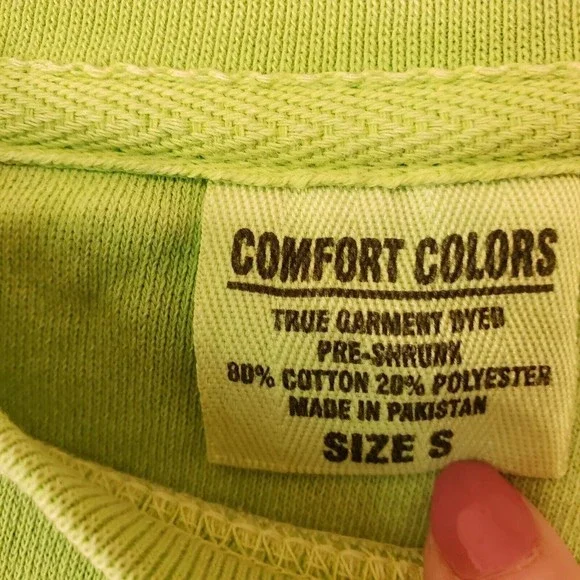 COMFORT COLORS
TRUE GARMENT DYED
PRE-SHRUNK
80% COTTON 20% POLYESTER
MADE IN PAKISTAN
SIZE S